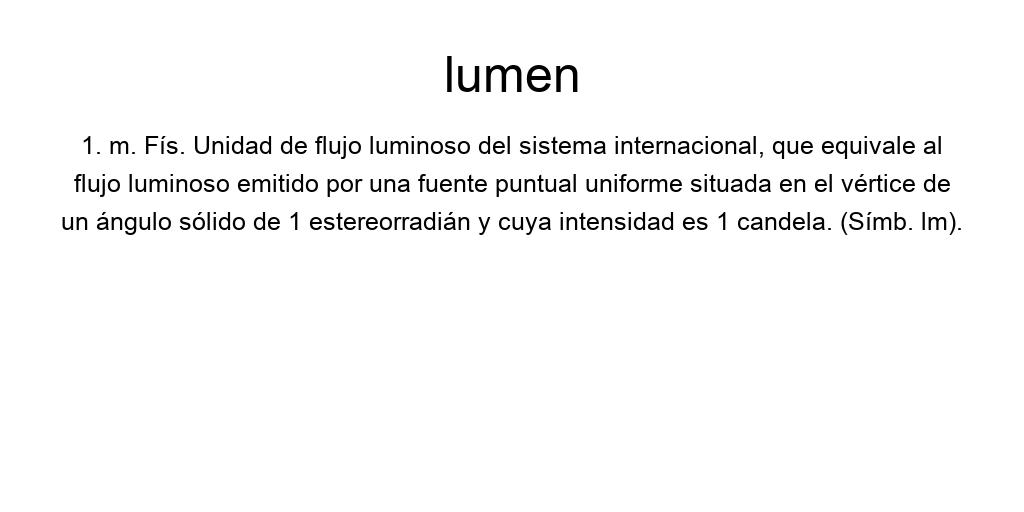 lumen
1. m. Fís. Unidad de flujo luminoso del sistema internacional, que equivale al
flujo luminoso emitido por una fuente puntual uniforme situada en el vértice de
un ángulo sólido de 1 estereorradián y cuya intensidad es 1 candela. (Símb. lm).